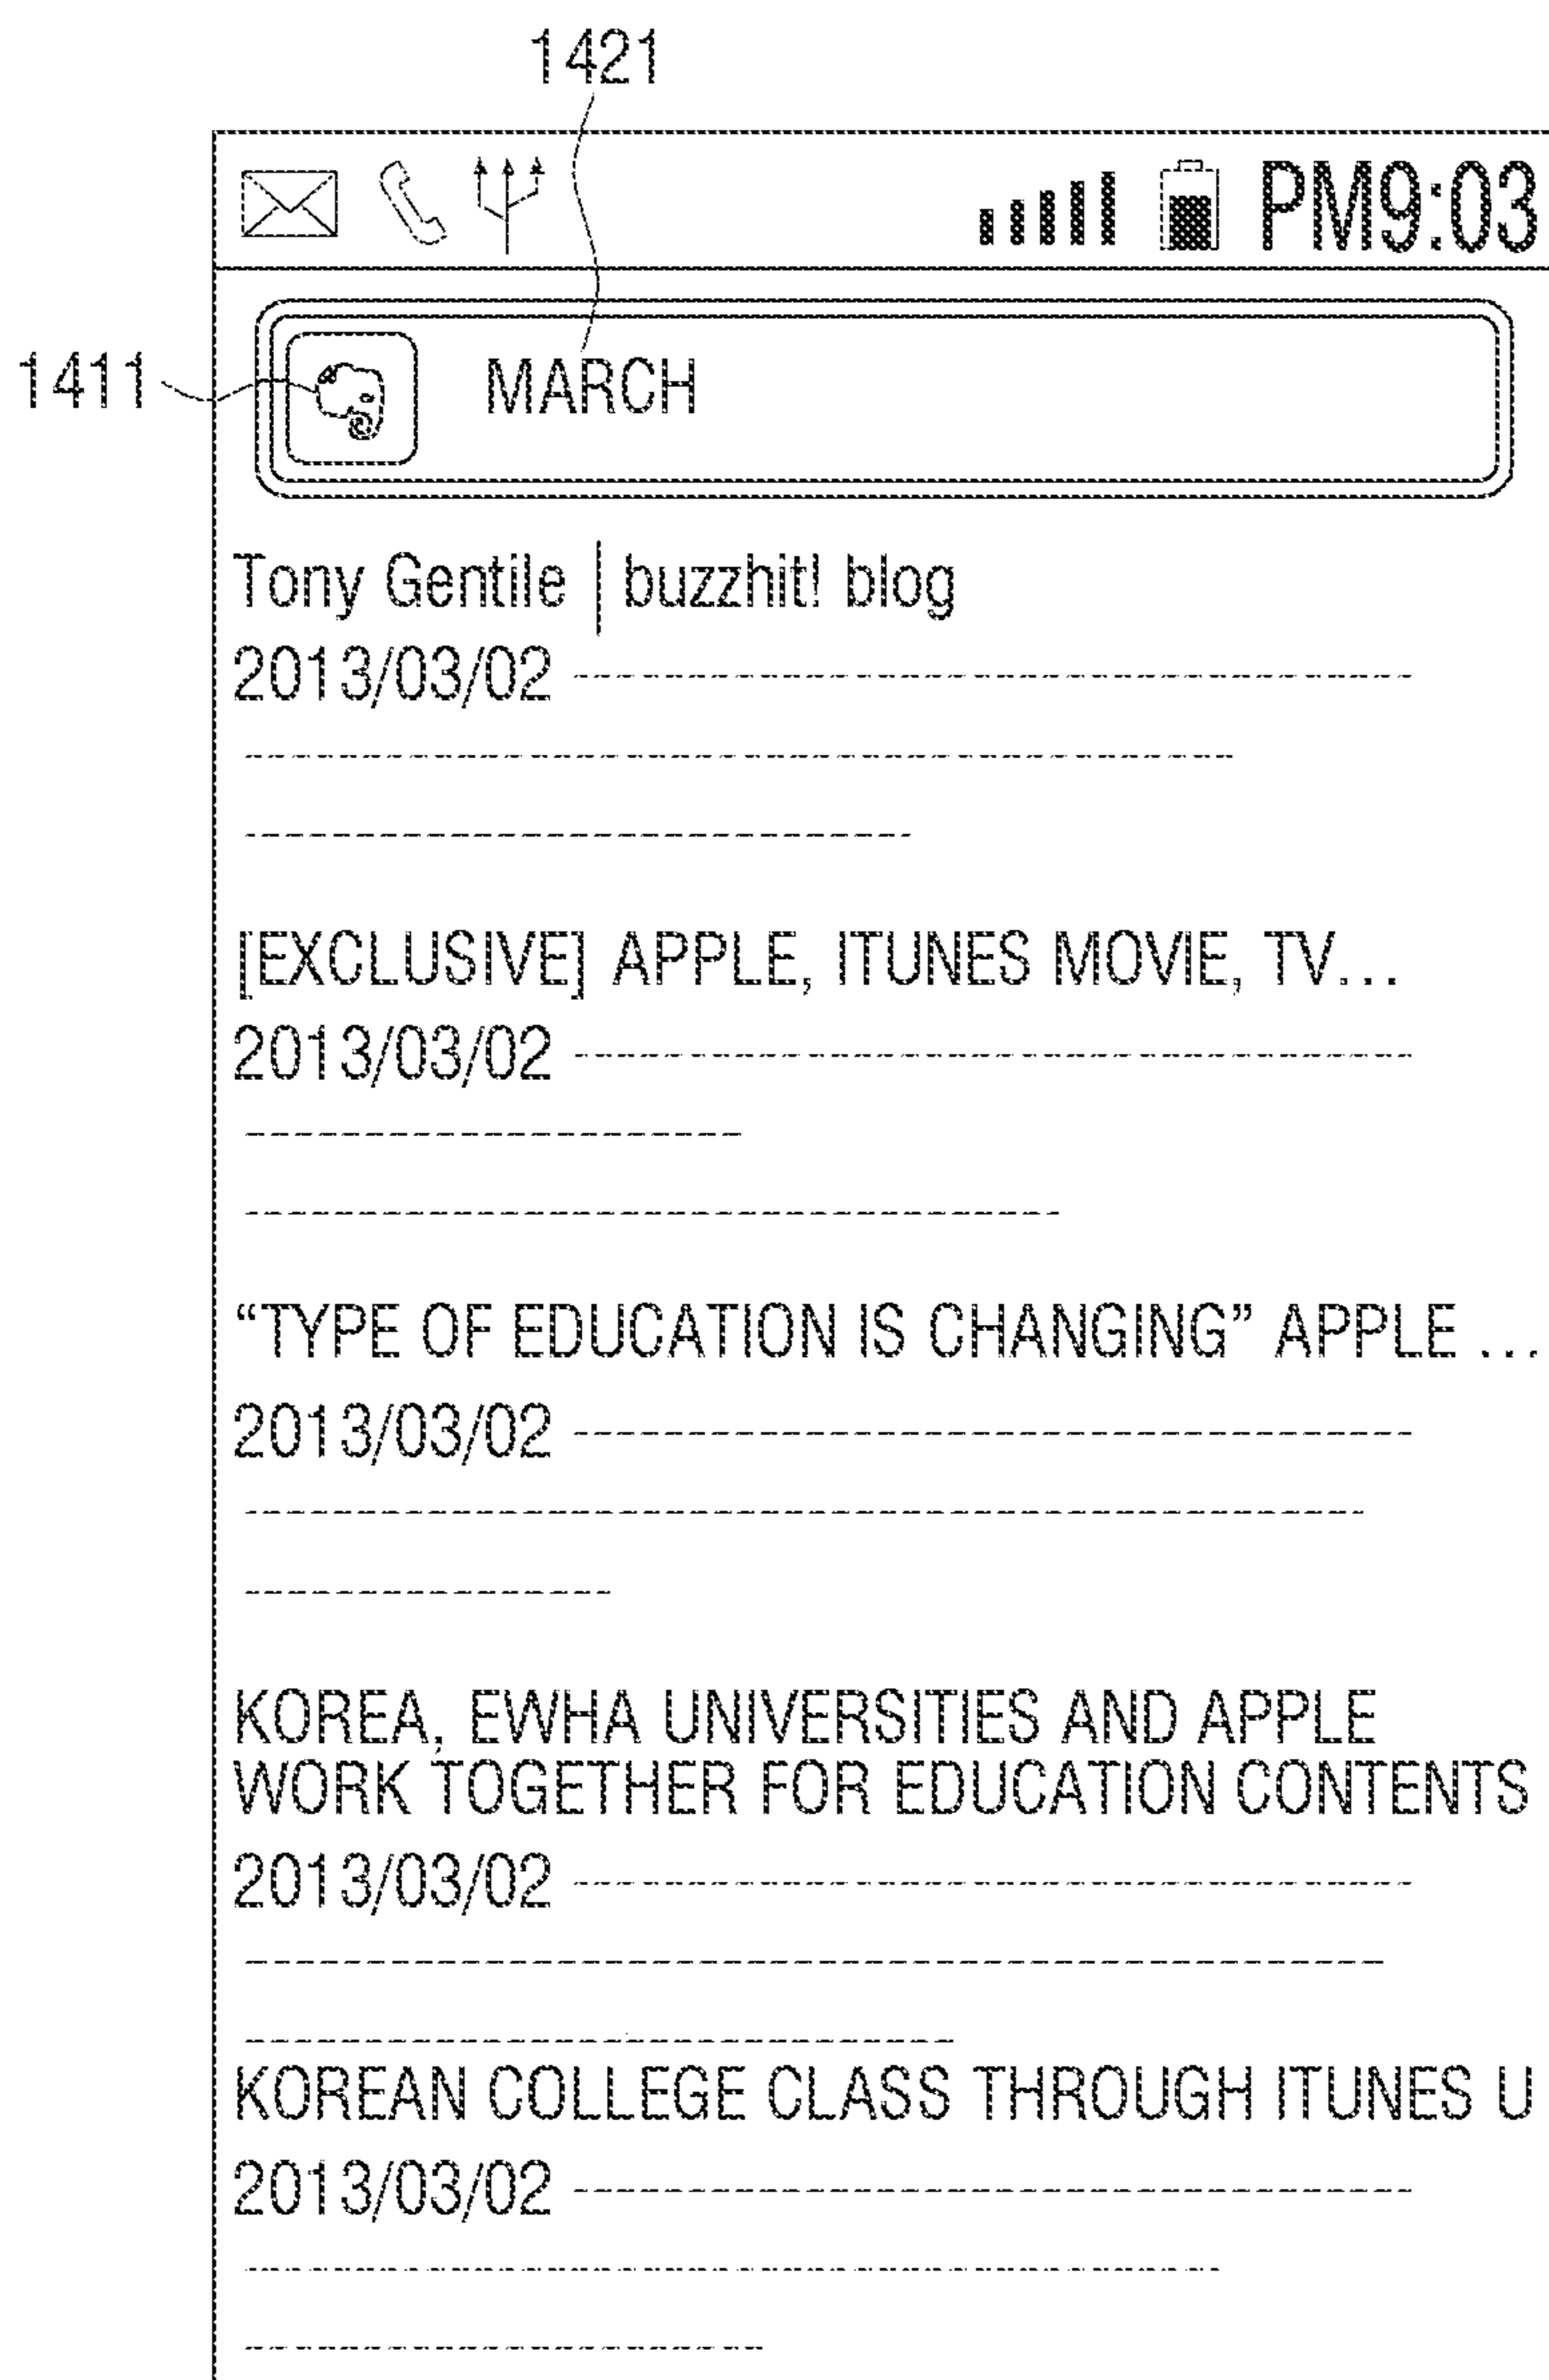 1421
PM9:03
1411
MARCH
Tony Gentile | buzzhit! blog
2013/03/02
[EXCLUSIVE] APPLE, ITUNES MOVIE, TV...
2013/03/02
“TYPE OF EDUCATION IS CHANGING” APPLE ...
2013/03/02
KOREA, EWHA UNIVERSITIES AND APPLE
WORK TOGETHER FOR EDUCATION CONTENTS
2013/03/02
KOREAN COLLEGE CLASS THROUGH ITUNES U
2013/03/02